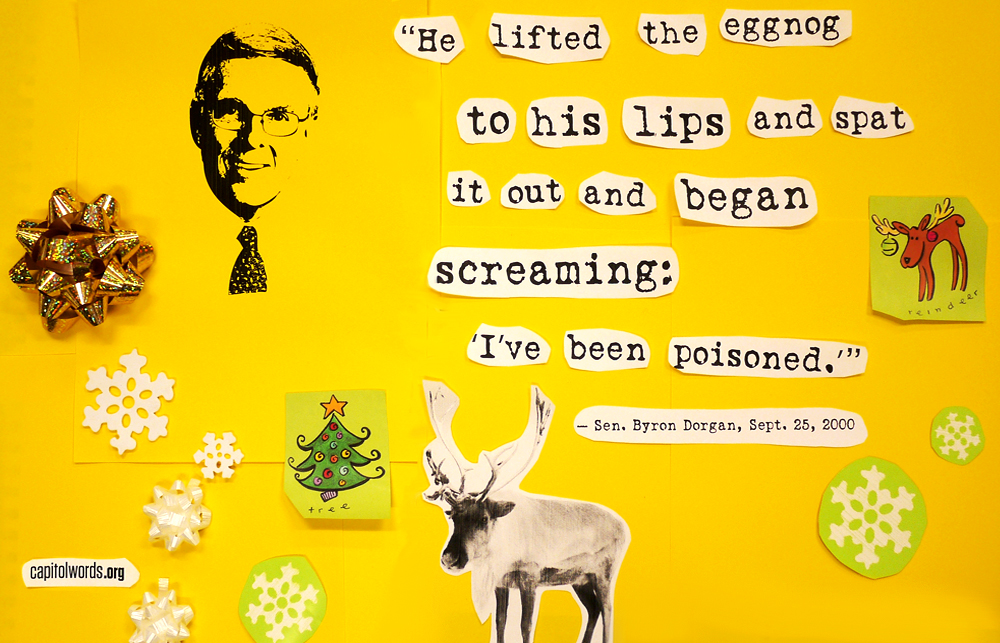 “He lifted the eggnog
to his lips and spat
it out and began
screaming:
‘I’ve been poisoned.’”
– Sen. Byron Dorgan, Sept. 25, 2000
reindeer
tree
capitolwords.org